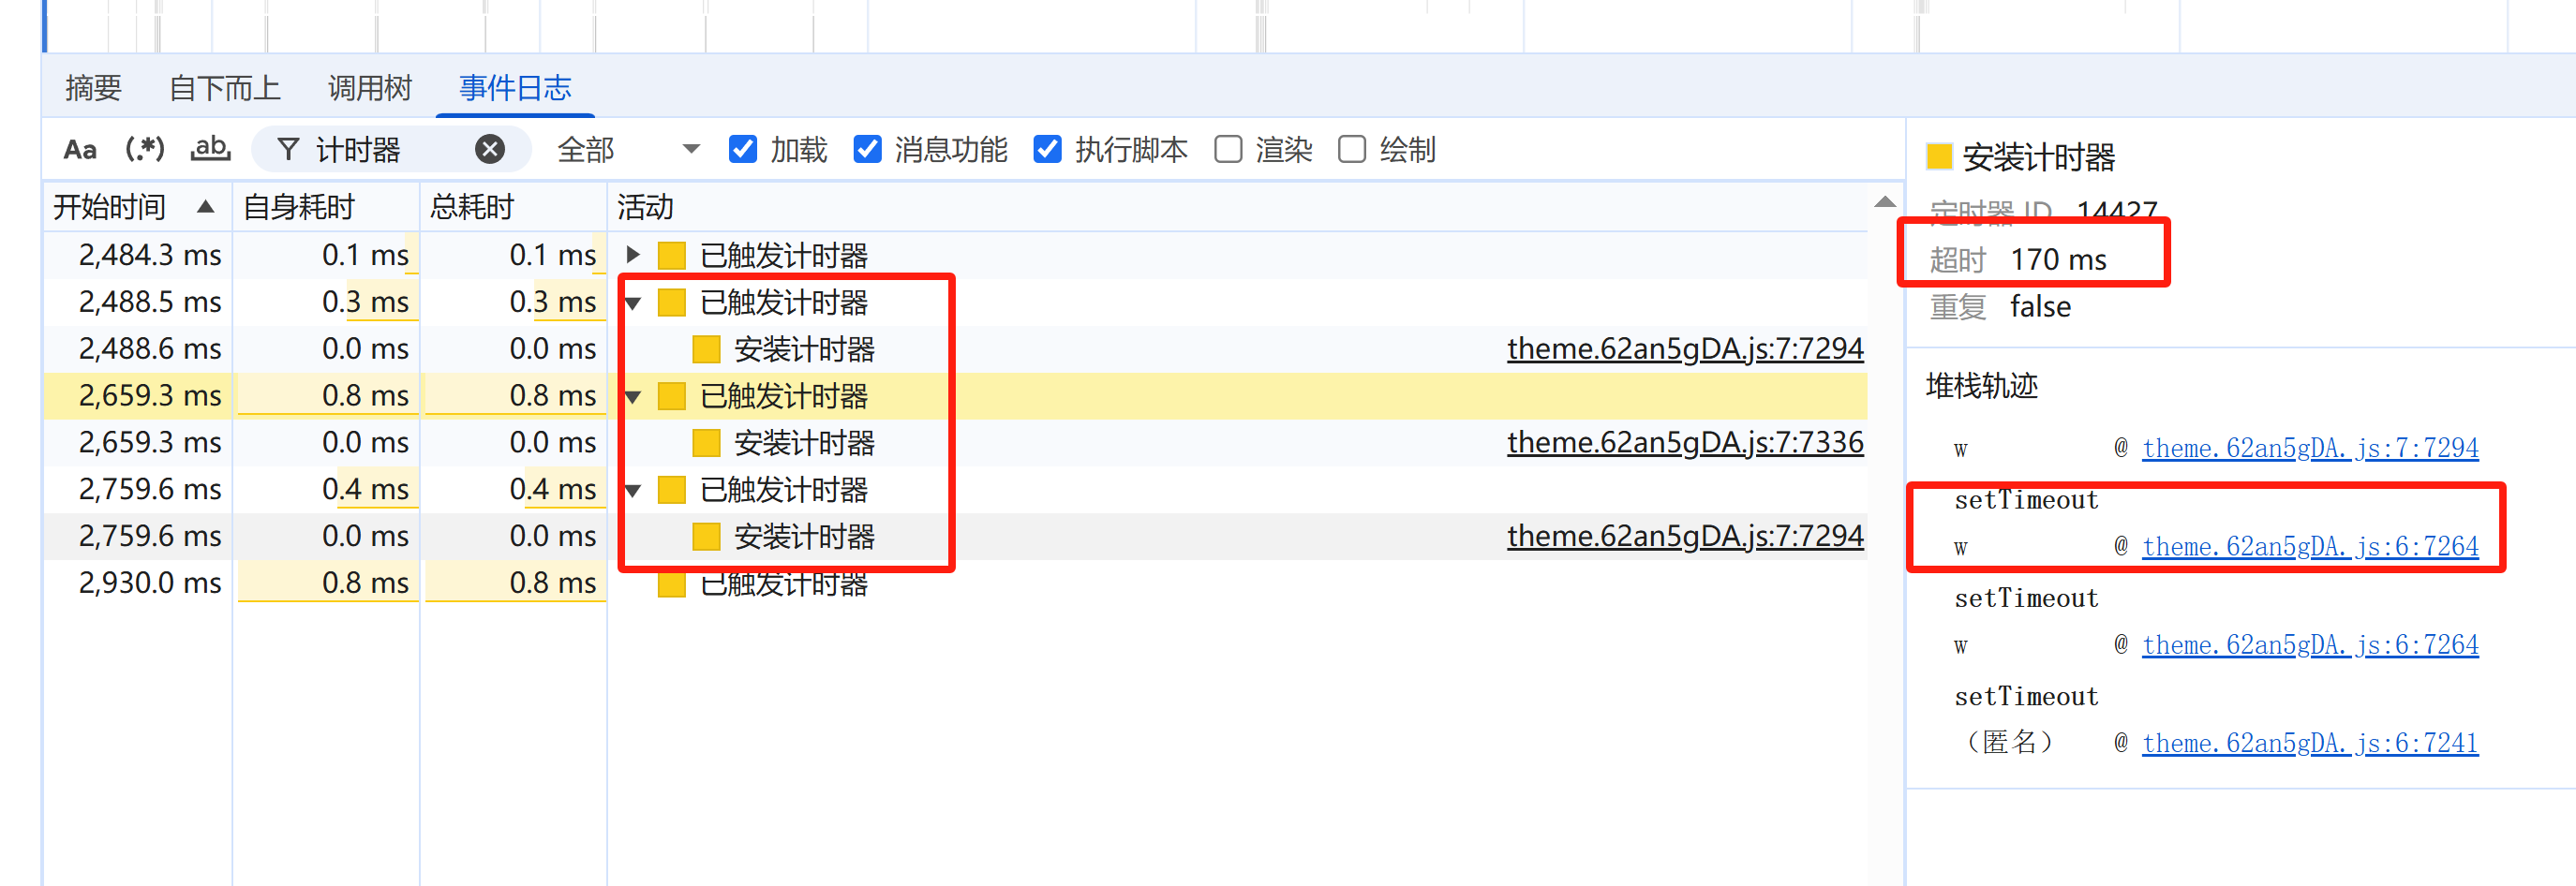 摘要 自下而上 调用树 事件日志
Aa (.*) ab 计时器 全部 加载 消息功能 执行脚本 渲染 绘制
开始时间 自身耗时 总耗时 活动
2,484.3 ms 0.1 ms 0.1 ms 已触发计时器
2,488.5 ms 0.3 ms 0.3 ms 已触发计时器
2,488.6 ms 0.0 ms 0.0 ms 安装计时器 theme.62an5gDA.js:7:7294
2,659.3 ms 0.8 ms 0.8 ms 已触发计时器
2,659.3 ms 0.0 ms 0.0 ms 安装计时器 theme.62an5gDA.js:7:7336
2,759.6 ms 0.4 ms 0.4 ms 已触发计时器
2,759.6 ms 0.0 ms 0.0 ms 安装计时器 theme.62an5gDA.js:7:7294
2,930.0 ms 0.8 ms 0.8 ms 已触发计时器
安装计时器
定时器 ID 14427
超时 170 ms
重复 false
堆栈轨迹
w @ theme.62an5gDA.js:7:7294
setTimeout
w @ theme.62an5gDA.js:6:7264
setTimeout
w @ theme.62an5gDA.js:6:7264
setTimeout
（匿名） @ theme.62an5gDA.js:6:7241